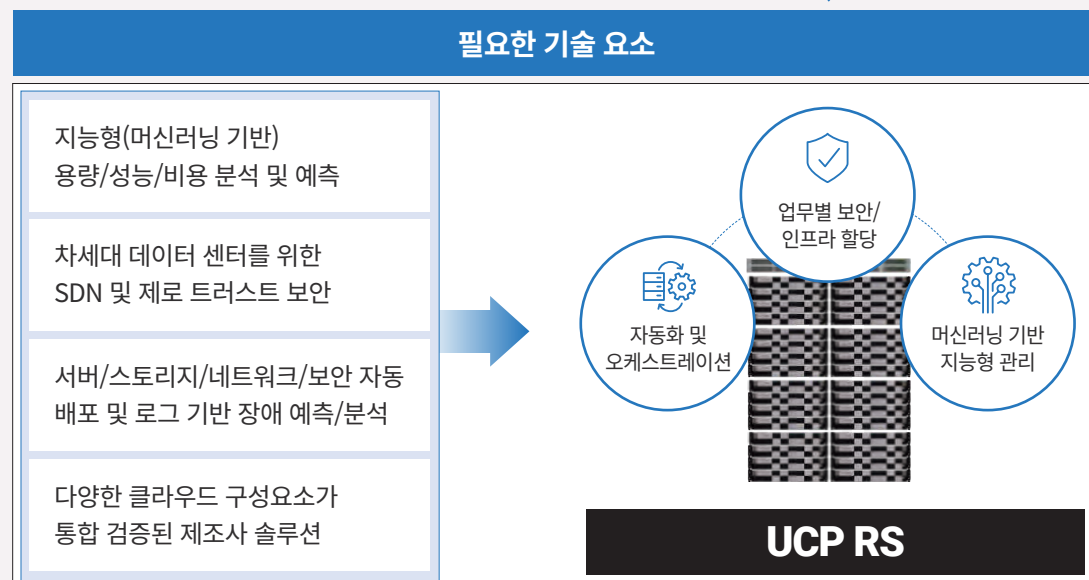 필요한 기술 요소
지능형(머신러닝 기반)
용량/성능/비용 분석 및 예측
차세대 데이터 센터를 위한
SDN 및 제로 트러스트 보안
서버/스토리지/네트워크/보안 자동
배포 및 로그 기반 장애 예측/분석
다양한 클라우드 구성요소가
통합 검증된 제조사 솔루션
업무별 보안/
인프라 할당
자동화 및
오케스트레이션
머신러닝 기반
지능형 관리
UCP RS